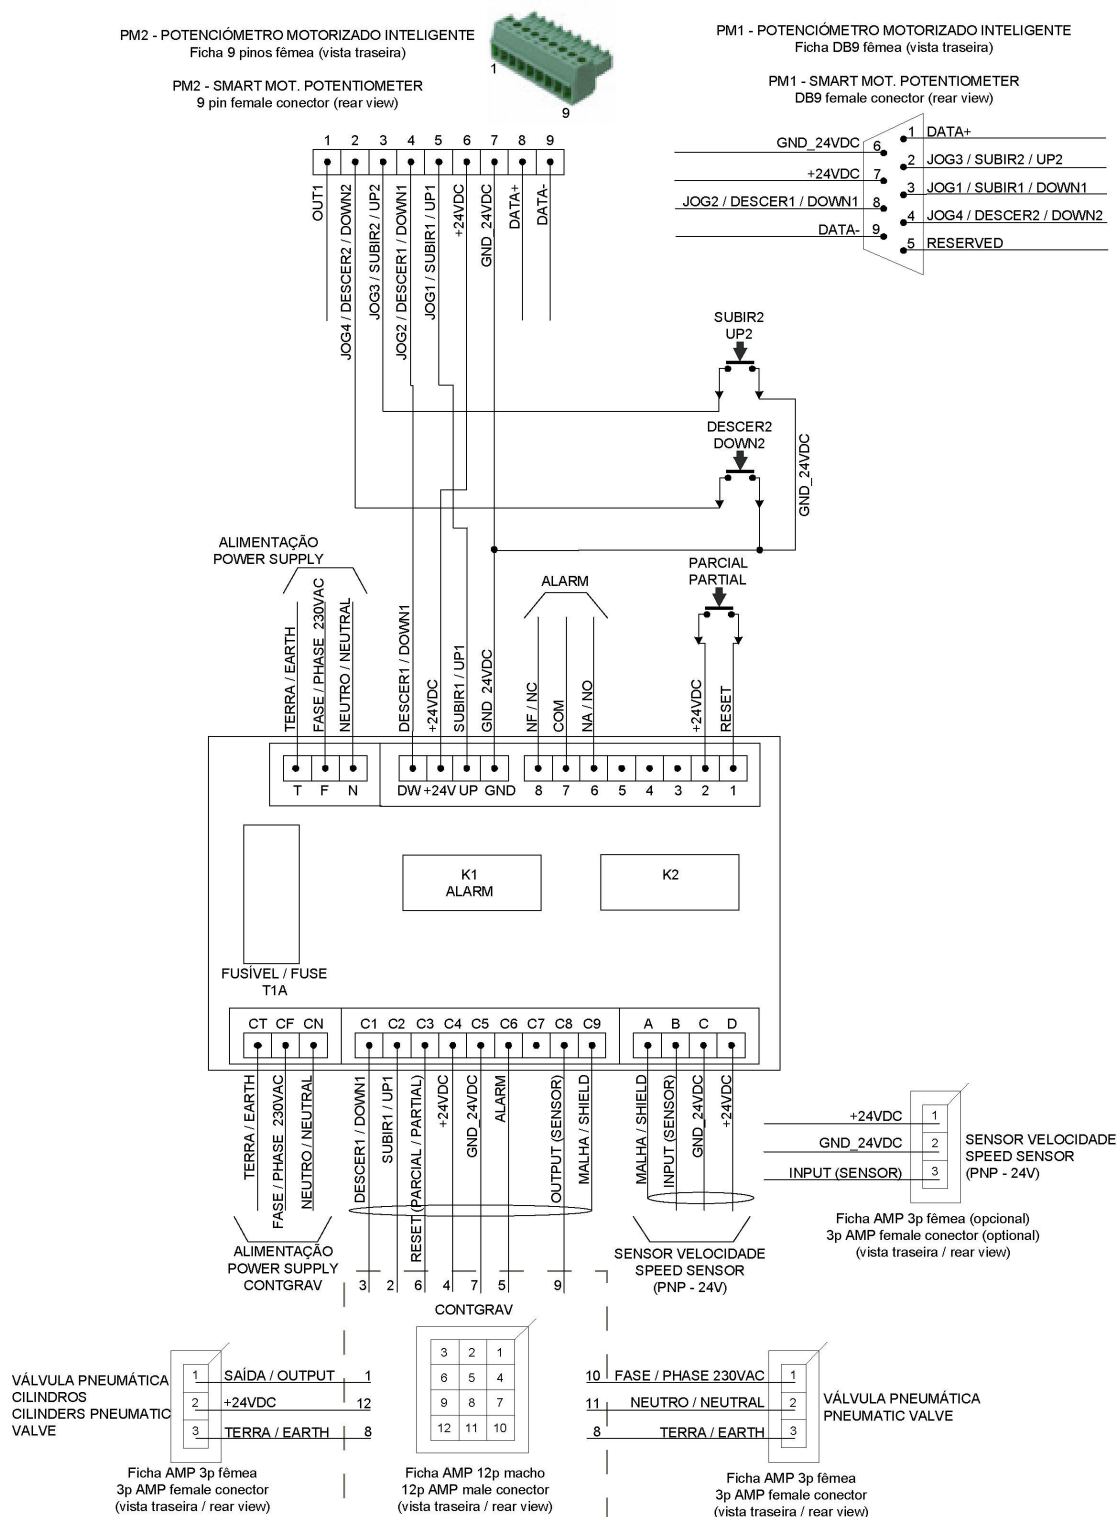 PM2 - POTENCIÓMETRO MOTORIZADO INTELIGENTE
Ficha 9 pinos fêmea (vista traseira)
PM2 - SMART MOT. POTENTIOMETER
9 pin female conector (rear view)
1
9
PM1 - POTENCIÓMETRO MOTORIZADO INTELIGENTE
Ficha DB9 fêmea (vista traseira)
PM1 - SMART MOT. POTENTIOMETER
DB9 female conector (rear view)
GND_24VDC 6
+24VDC 7
JOG2 / DESCER1 / DOWN1 8
DATA- 9
1 DATA+
2 JOG3 / SUBIR2 / UP2
3 JOG1 / SUBIR1 / DOWN1
4 JOG4 / DESCER2 / DOWN2
5 RESERVED
1 2 3 4 5 6 7 8 9
OUT1
JOG4 / DESCER2 / DOWN2
JOG3 / SUBIR2 / UP2
JOG2 / DESCER1 / DOWN1
JOG1 / SUBIR1 / UP1
+24VDC
GND_24VDC
DATA+
DATA-
SUBIR2
UP2
DESCER2
DOWN2
GND_24VDC
PARCIAL
PARTIAL
ALIMENTAÇÃO
POWER SUPPLY
TERRA / EARTH
FASE / PHASE 230VAC
NEUTRO / NEUTRAL
DESCER1 / DOWN1
+24VDC
SUBIR1 / UP1
GND_24VDC
ALARM
NF / NC
COM
NA / NO
+24VDC
RESET
T F N
DW +24V UP GND
8 7 6 5 4 3 2 1
K1
ALARM
K2
FUSÍVEL / FUSE
T1A
CT CF CN
C1 C2 C3 C4 C5 C6 C7 C8 C9
A B C D
TERRA / EARTH
FASE / PHASE 230VAC
NEUTRO / NEUTRAL
DESCER1 / DOWN1
SUBIR1 / UP1
RESET (PARCIAL / PARTIAL)
+24VDC
GND_24VDC
ALARM
OUTPUT (SENSOR)
MALHA / SHIELD
MALHA / SHIELD
INPUT (SENSOR)
GND_24VDC
+24VDC
ALIMENTAÇÃO
POWER SUPPLY
CONTGRAV
3 2 6 4 7 5 9
SENSOR VELOCIDADE
SPEED SENSOR
(PNP - 24V)
+24VDC 1
GND_24VDC 2
INPUT (SENSOR) 3
SENSOR VELOCIDADE
SPEED SENSOR
(PNP - 24V)
Ficha AMP 3p fêmea (opcional)
3p AMP female conector (optional)
(vista traseira / rear view)
CONTGRAV
3 2 1
6 5 4
9 8 7
12 11 10
Ficha AMP 12p macho
12p AMP male conector
(vista traseira / rear view)
VÁLVULA PNEUMÁTICA
CILINDROS
CILINDERS PNEUMATIC
VALVE
1 SAÍDA / OUTPUT 1
2 +24VDC 12
3 TERRA / EARTH 8
Ficha AMP 3p fêmea
3p AMP female conector
(vista traseira / rear view)
10 FASE / PHASE 230VAC 1
11 NEUTRO / NEUTRAL 2
8 TERRA / EARTH 3
VÁLVULA PNEUMÁTICA
PNEUMATIC VALVE
Ficha AMP 3p fêmea
3p AMP female conector
(vista traseira / rear view)